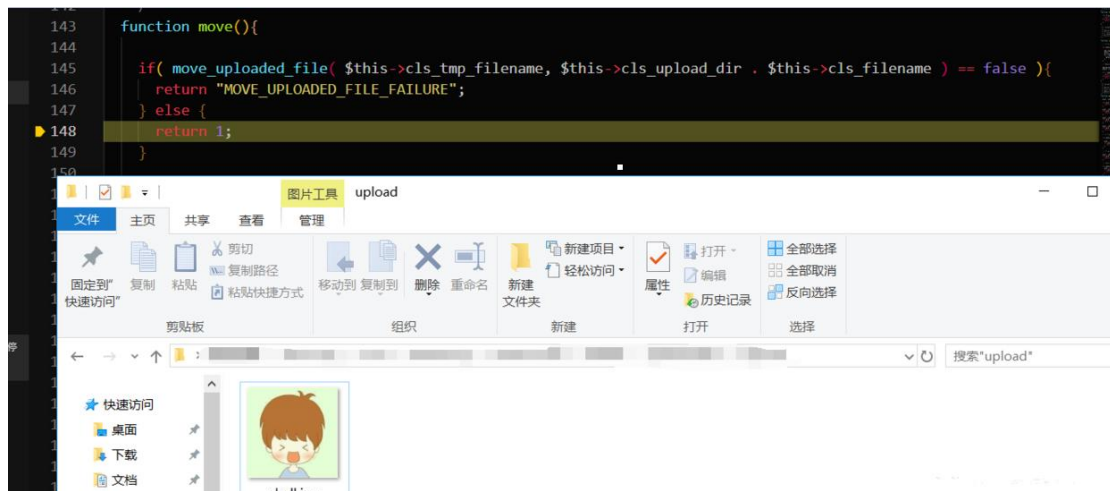 143 function move(){
144
145 if( move_uploaded_file( $this->cls_tmp_filename, $this->cls_upload_dir . $this->cls_filename ) == false ){
146 return "MOVE_UPLOADED_FILE_FAILURE";
147 } else {
148 return 1;
149 }
150
图片工具 upload
文件 主页 共享 查看 管理
固定到"快速访问"
复制
粘贴
剪切
复制路径
粘贴快捷方式
剪贴板
移动到 复制到 删除 重命名
组织
新建文件夹
新建项目
轻松访问
新建
属性
打开
编辑
历史记录
打开
全部选择
全部取消
反向选择
选择
搜索"upload"
快速访问
桌面
下载
文档
停